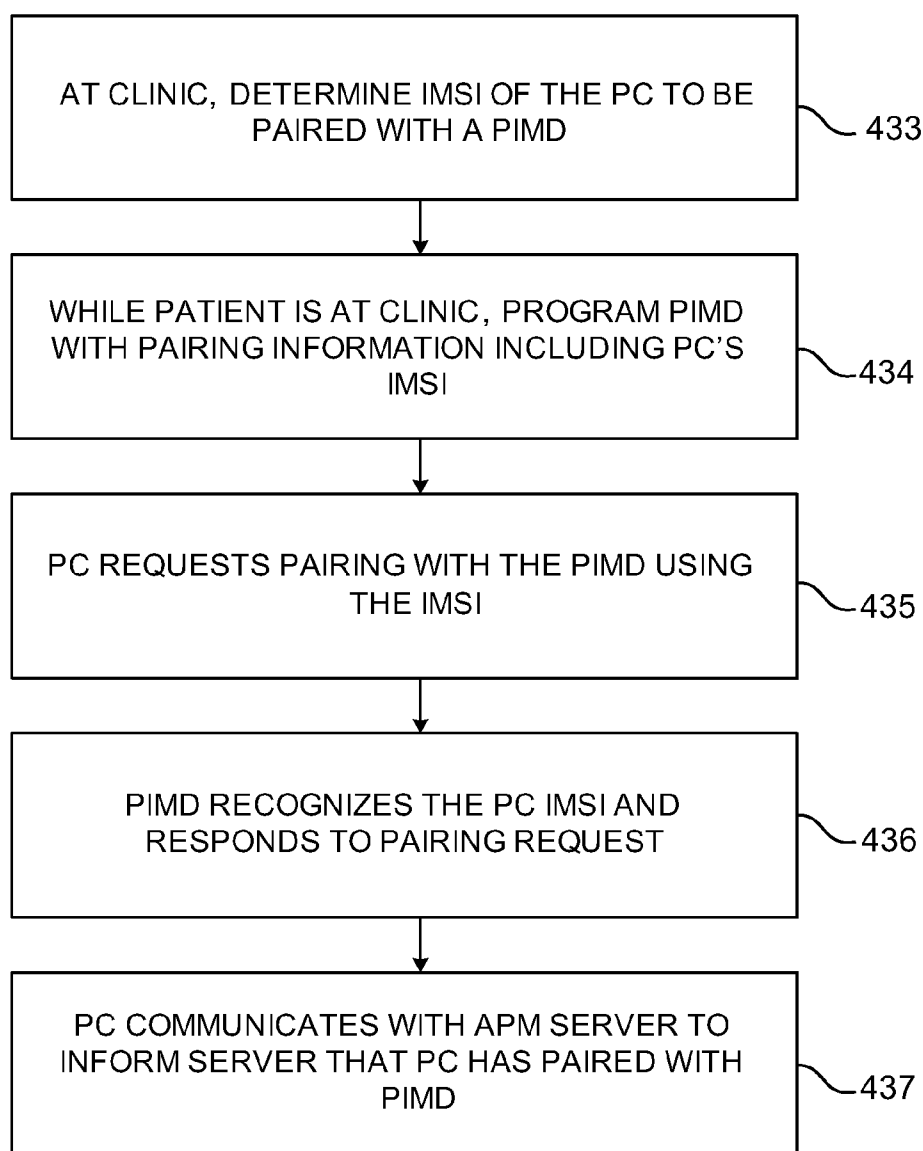 AT CLINIC, DETERMINE IMSI OF THE PC TO BE
PAIRED WITH A PIMD
433
WHILE PATIENT IS AT CLINIC, PROGRAM PIMD
WITH PAIRING INFORMATION INCLUDING PC'S
IMSI
434
PC REQUESTS PAIRING WITH THE PIMD USING
THE IMSI
435
PIMD RECOGNIZES THE PC IMSI AND
RESPONDS TO PAIRING REQUEST
436
PC COMMUNICATES WITH APM SERVER TO
INFORM SERVER THAT PC HAS PAIRED WITH
PIMD
437